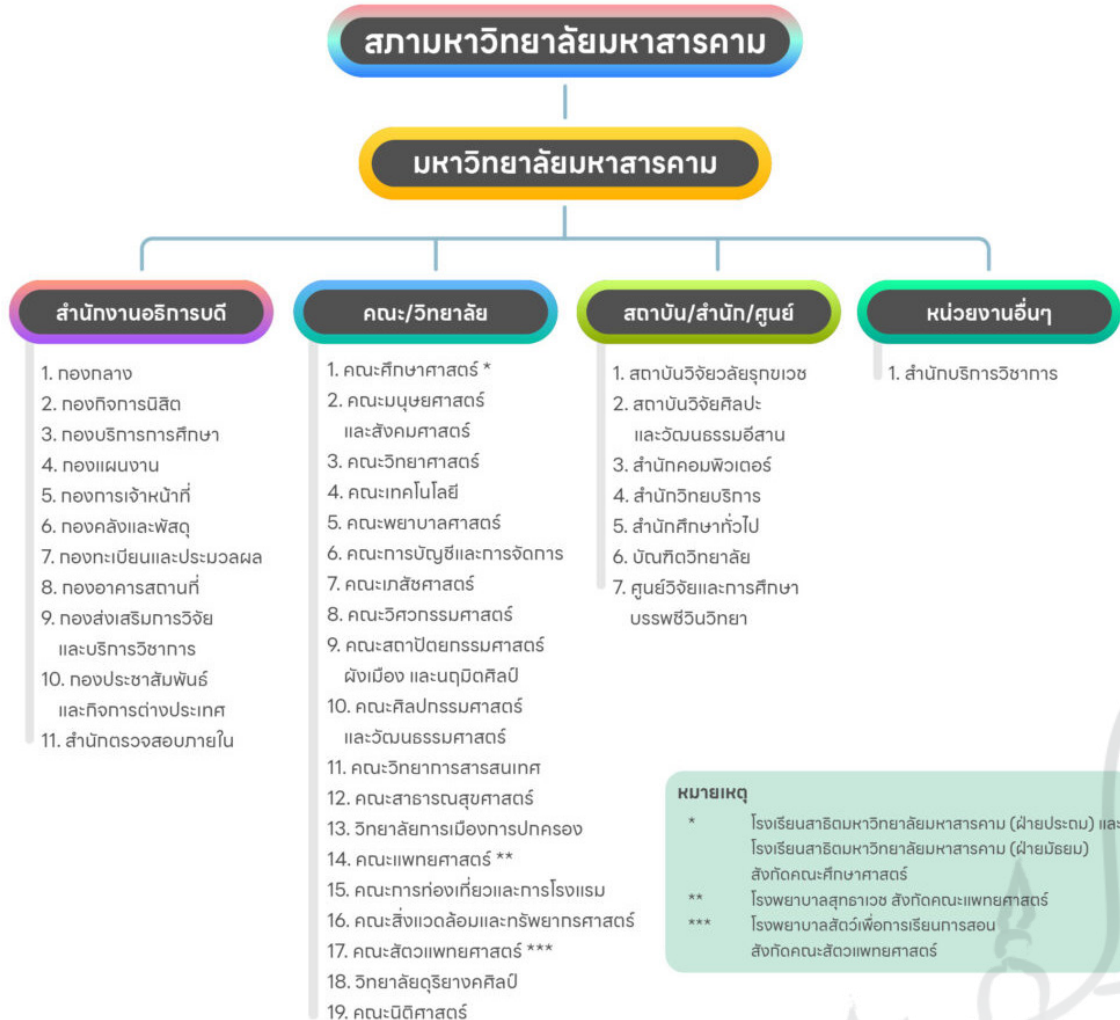 สภามหาวิทยาลัยมหาสารคาม
มหาวิทยาลัยมหาสารคาม
สำนักงานอธิการบดี
1. กองกลาง
2. กองกิจการนิสิต
3. กองบริการการศึกษา
4. กองแผนงาน
5. กองการเจ้าหน้าที่
6. กองคลังและพัสดุ
7. กองทะเบียนและประมวลผล
8. กองอาคารสถานที่
9. กองส่งเสริมการวิจัย
และบริการวิชาการ
10. กองประชาสัมพันธ์
และกิจการต่างประเทศ
11. สำนักตรวจสอบภายใน
คณะ/วิทยาลัย
1. คณะศึกษาศาสตร์ *
2. คณะมนุษยศาสตร์
และสังคมศาสตร์
3. คณะวิทยาศาสตร์
4. คณะเทคโนโลยี
5. คณะพยาบาลศาสตร์
6. คณะการบัญชีและการจัดการ
7. คณะเภสัชศาสตร์
8. คณะวิศวกรรมศาสตร์
9. คณะสถาปัตยกรรมศาสตร์
ผังเมือง และนฤมิตศิลป์
10. คณะศิลปกรรมศาสตร์
และวัฒนธรรมศาสตร์
11. คณะวิทยาการสารสนเทศ
12. คณะสาธารณสุขศาสตร์
13. วิทยาลัยการเมืองการปกครอง
14. คณะแพทยศาสตร์ **
15. คณะการท่องเที่ยวและการโรงแรม
16. คณะสิ่งแวดล้อมและทรัพยากรศาสตร์
17. คณะสัตวแพทยศาสตร์ ***
18. วิทยาลัยดุริยางคศิลป์
19. คณะนิติศาสตร์
สถาบัน/สำนัก/ศูนย์
1. สถาบันวิจัยวลัยรุกขเวช
2. สถาบันวิจัยศิลปะ
และวัฒนธรรมอีสาน
3. สำนักคอมพิวเตอร์
4. สำนักวิทยบริการ
5. สำนักศึกษาทั่วไป
6. บัณฑิตวิทยาลัย
7. ศูนย์วิจัยและการศึกษา
บรรพชีวินวิทยา
หน่วยงานอื่นๆ
1. สำนักบริการวิชาการ
หมายเหตุ
* โรงเรียนสาธิตมหาวิทยาลัยมหาสารคาม (ฝ่ายประถม) และ
โรงเรียนสาธิตมหาวิทยาลัยมหาสารคาม (ฝ่ายมัธยม)
สังกัดคณะศึกษาศาสตร์
** โรงพยาบาลสุทธาเวช สังกัดคณะแพทยศาสตร์
*** โรงพยาบาลสัตว์เพื่อการเรียนการสอน
สังกัดคณะสัตวแพทยศาสตร์